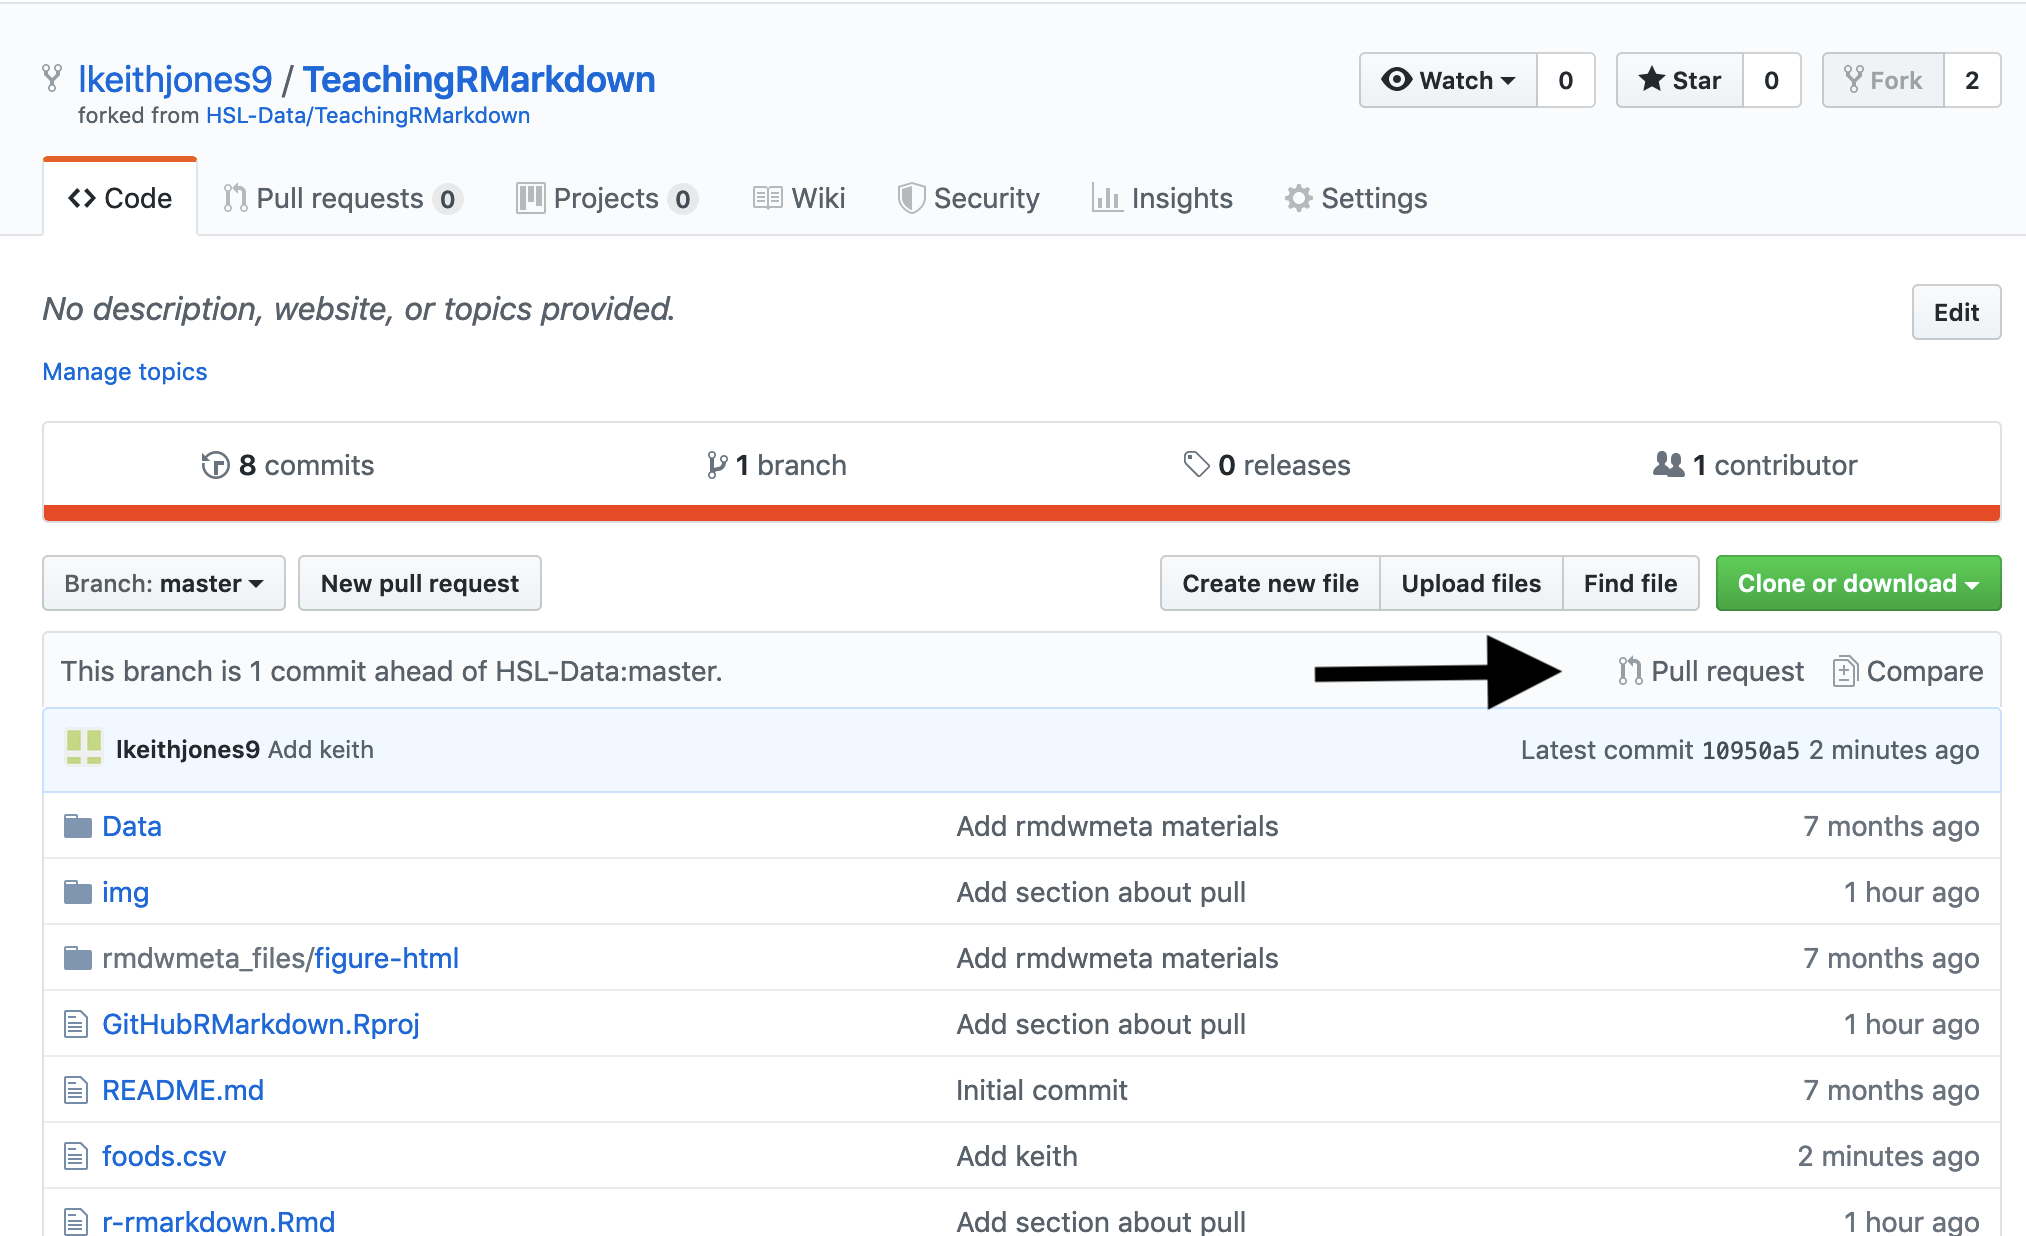 lkeithjones9 / TeachingRMarkdown
forked from HSL-Data/TeachingRMarkdown
Watch 0 Star 0 Fork 2
Code Pull requests 0 Projects 0 Wiki Security Insights Settings
No description, website, or topics provided.
Edit
Manage topics
8 commits 1 branch 0 releases 1 contributor
Branch: master New pull request Create new file Upload files Find file Clone or download
This branch is 1 commit ahead of HSL-Data:master. Pull request Compare
lkeithjones9 Add keith Latest commit 10950a5 2 minutes ago
Data Add rmdwmeta materials 7 months ago
img Add section about pull 1 hour ago
rmdwmeta_files/figure-html Add rmdwmeta materials 7 months ago
GitHubRMarkdown.Rproj Add section about pull 1 hour ago
README.md Initial commit 7 months ago
foods.csv Add keith 2 minutes ago
r-rmarkdown.Rmd Add section about pull 1 hour ago